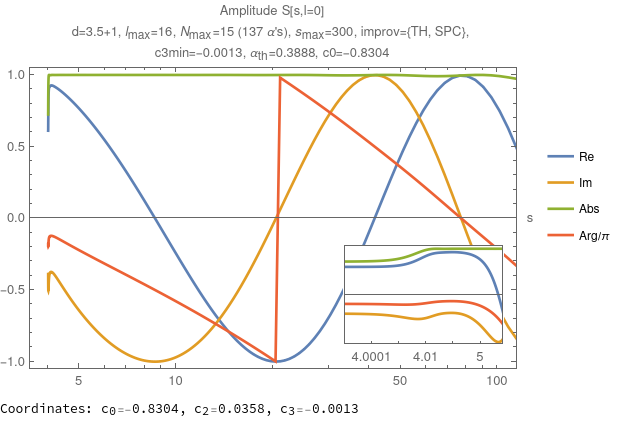 Amplitude S[s,l=0]
d=3.5+1, lmax=16, Nmax=15 (137 α's), smax=300, improv={TH, SPC},
c3min=-0.0013, αth=0.3888, c0=-0.8304
1.0
0.5
0.0
-0.5
-1.0
5
10
50
100
s
4.0001
4.01
5
Re
Im
Abs
Arg/π
Coordinates: c0=-0.8304, c2=0.0358, c3=-0.0013